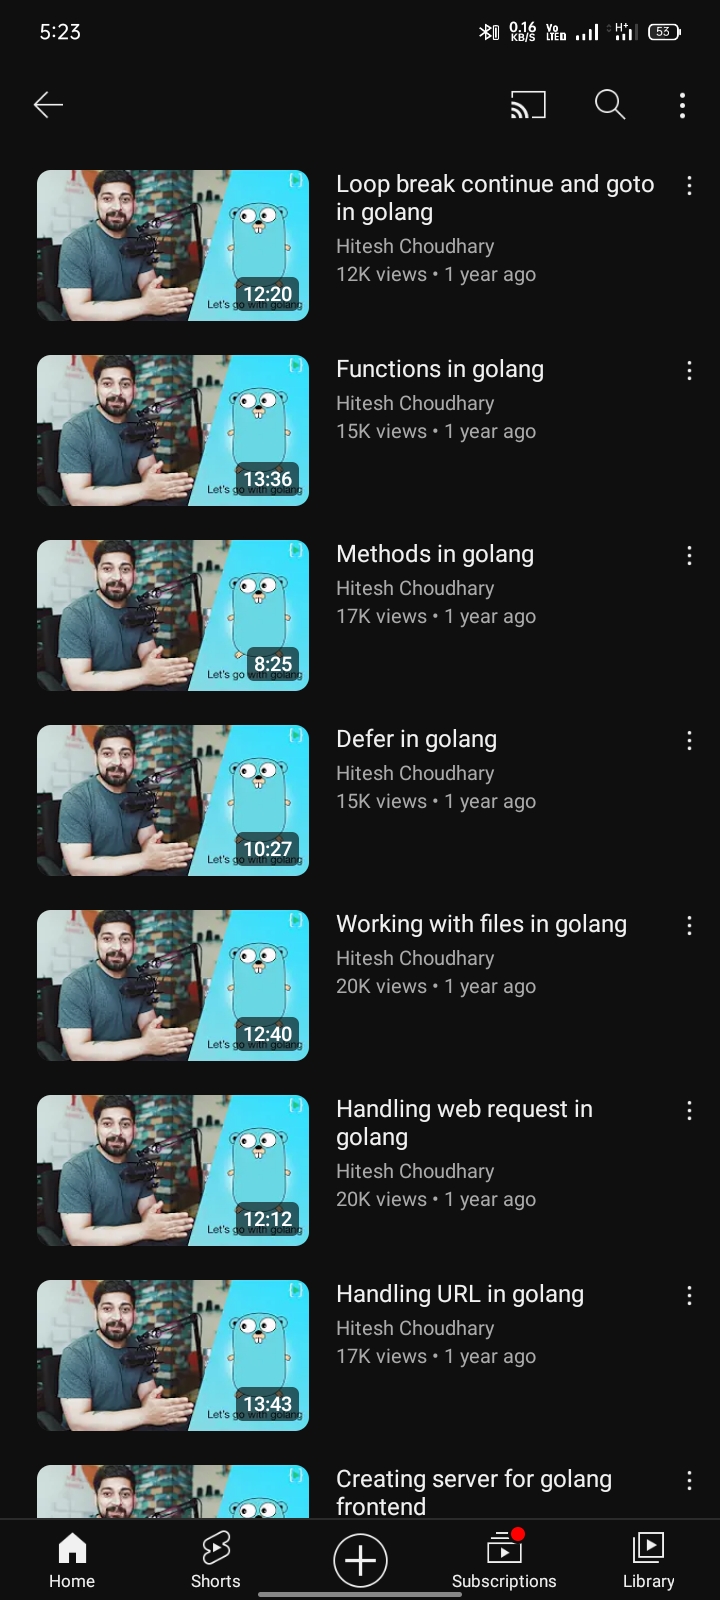 5:23
0.16
KB/S
Vo
LTE
H+
53
Loop break continue and goto
in golang
Hitesh Choudhary
12K views • 1 year ago
12:20
Let's go with golang
Functions in golang
Hitesh Choudhary
15K views • 1 year ago
13:36
Let's go with golang
Methods in golang
Hitesh Choudhary
17K views • 1 year ago
8:25
Let's go with golang
Defer in golang
Hitesh Choudhary
15K views • 1 year ago
10:27
Let's go with golang
Working with files in golang
Hitesh Choudhary
20K views • 1 year ago
12:40
Let's go with golang
Handling web request in
golang
Hitesh Choudhary
20K views • 1 year ago
12:12
Let's go with golang
Handling URL in golang
Hitesh Choudhary
17K views • 1 year ago
13:43
Let's go with golang
Creating server for golang
frontend
Home
Shorts
Subscriptions
Library